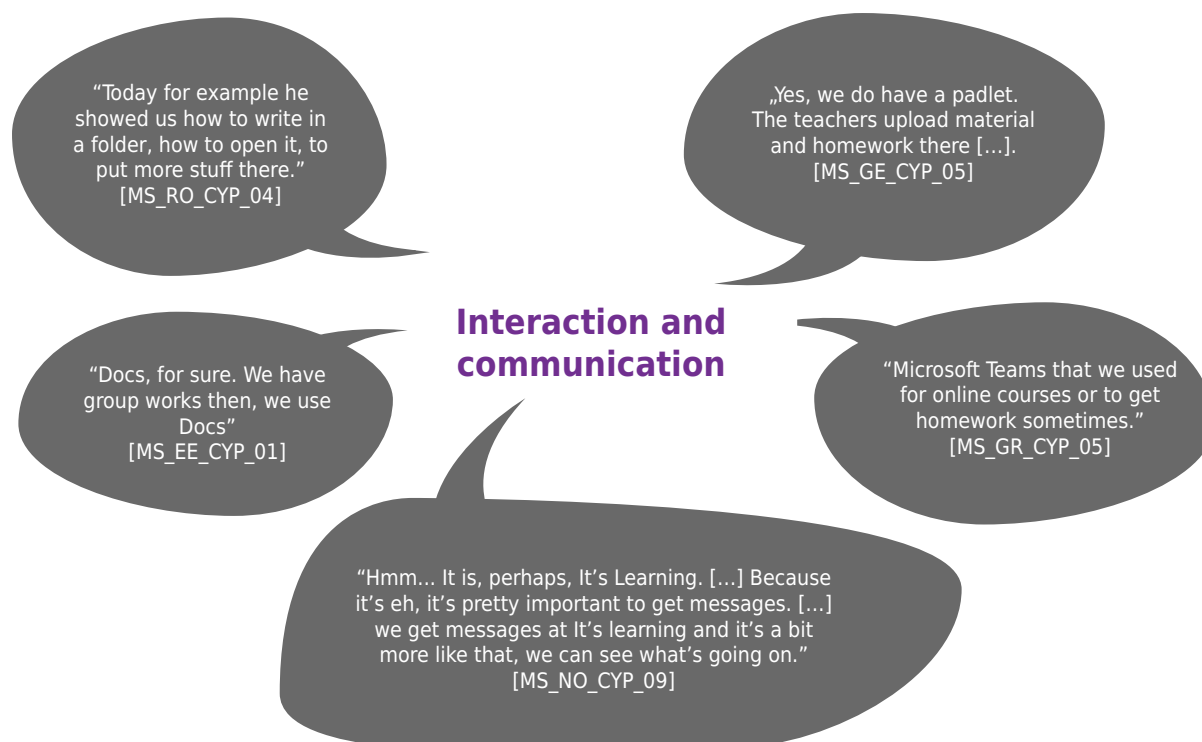 “Today for example he
showed us how to write in
a folder, how to open it, to
put more stuff there.”
[MS_RO_CYP_04]
„Yes, we do have a padlet.
The teachers upload material
and homework there [...].
[MS_GE_CYP_05]
Interaction and
communication
“Docs, for sure. We have
group works then, we use
Docs”
[MS_EE_CYP_01]
“Microsoft Teams that we used
for online courses or to get
homework sometimes.”
[MS_GR_CYP_05]
“Hmm... It is, perhaps, It’s Learning. [...] Because
it’s eh, it’s pretty important to get messages. [...]
we get messages at It’s learning and it’s a bit
more like that, we can see what’s going on.”
[MS_NO_CYP_09]